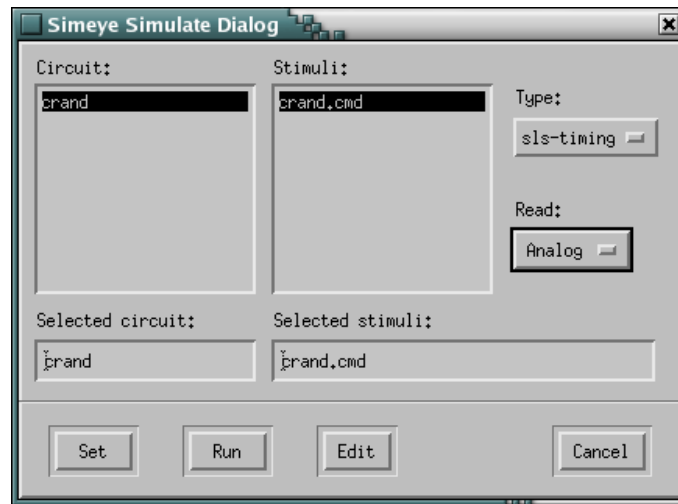 Simeye Simulate Dialog
Circuit:
Stimuli:
crand
crand.cmd
Type:
sls-timing
Read:
Analog
Selected circuit:
Selected stimuli:
crand
crand.cmd
Set
Run
Edit
Cancel